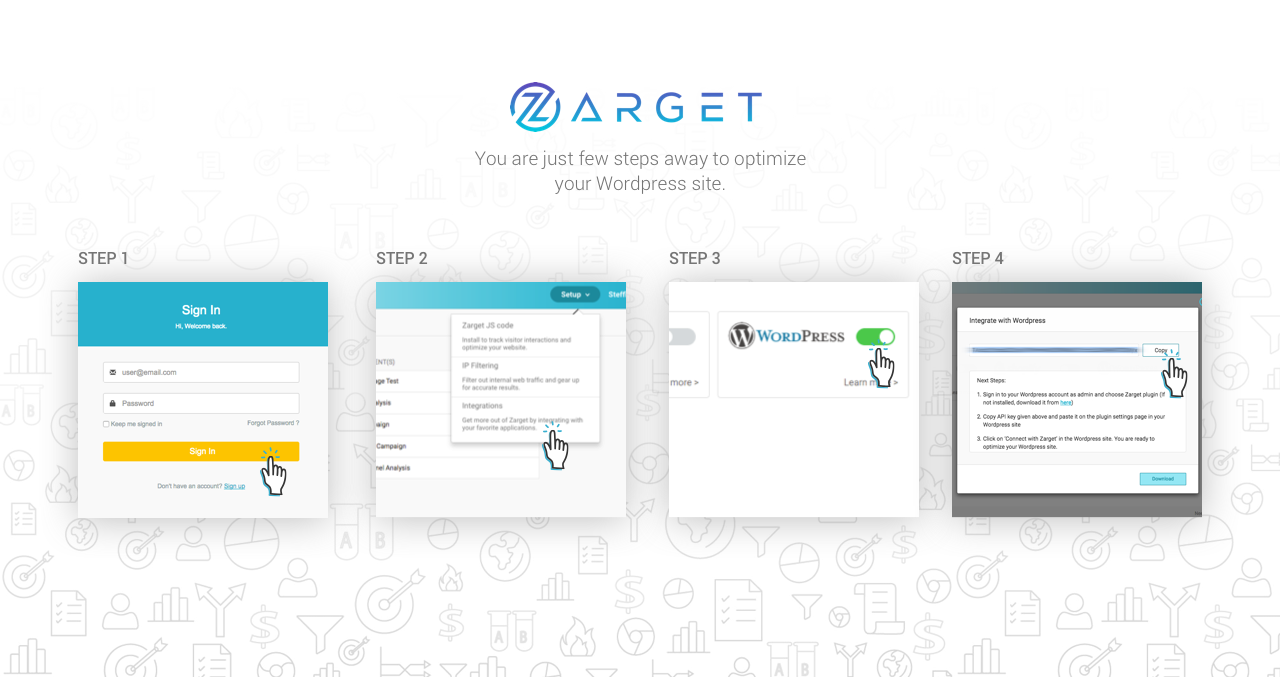 ZARGET
You are just few steps away to optimize
your Wordpress site.
STEP 1
Sign In
Hi, Welcome back.
user@email.com
Password
Keep me signed in
Forgot Password ?
Sign In
Don't have an account? Sign up
STEP 2
Setup
Steff
Zarget JS code
Install to track visitor interactions and
optimize your website.
IP Filtering
Filter out internal web traffic and gear up
for accurate results.
Integrations
Get more out of Zarget by integrating with
your favorite applications.
ENT(S)
ge Test
alysis
aign
Campaign
nel Analysis
STEP 3
WORDPRESS
more >
Learn m >
STEP 4
Integrate with Wordpress
Copy
Next Steps:
1. Sign in to your Wordpress account as admin and choose Zarget plugin (if
not installed, download it from here)
2. Copy API key given above and paste it on the plugin settings page in your
Wordpress site
3. Click on 'Connect with Zarget' in the Wordpress site. You are ready to
optimize your Wordpress site.
Download
A B
A B
A B
A B